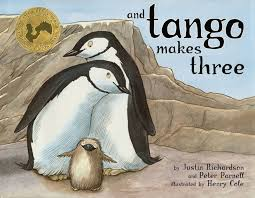 and
tango
makes
three
by Justin Richardson
and Peter Parnell
illustrated by Henry Cole